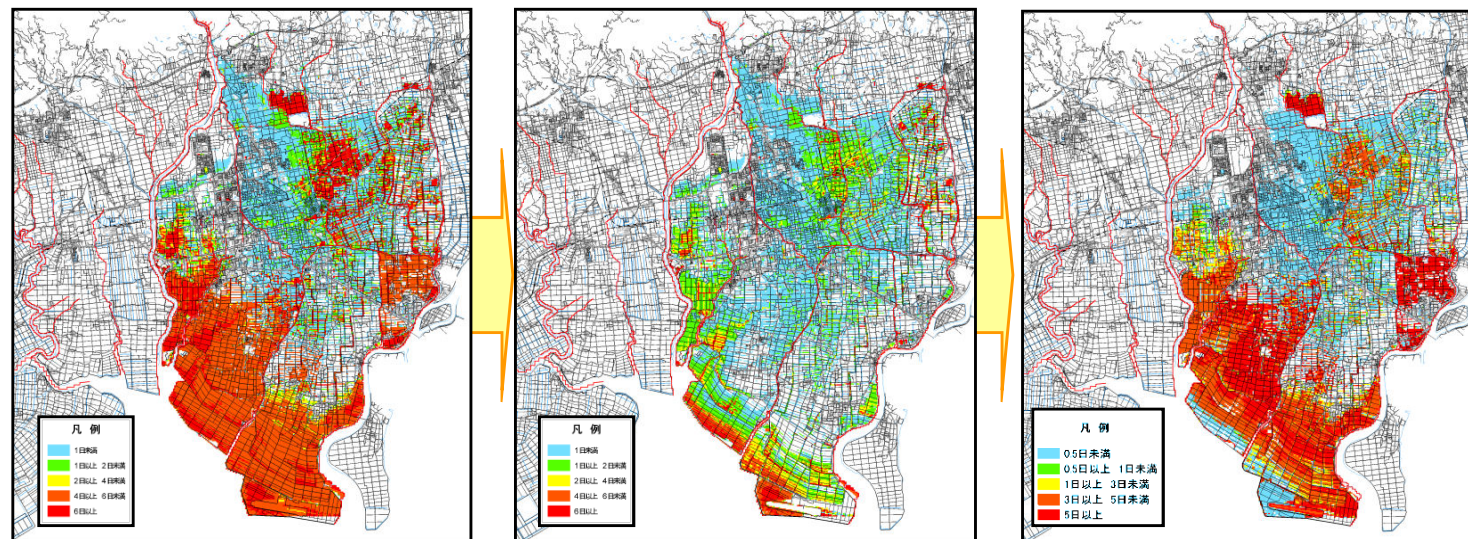 凡 例
1日未満
1日以上 2日未満
2日以上 4日未満
4日以上 6日未満
6日以上
凡 例
1日未満
1日以上 2日未満
2日以上 4日未満
4日以上 6日未満
6日以上
凡 例
0.5日未満
0.5日以上 1日未満
1日以上 3日未満
3日以上 5日未満
5日以上